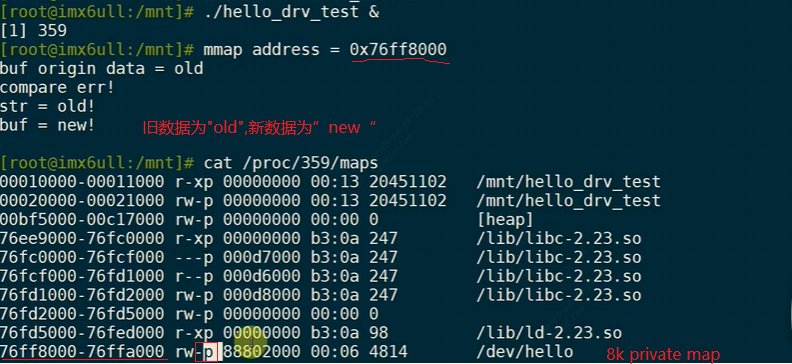 [root@imx6ull:/mnt]# ./hello_drv_test &
[1] 359
[root@imx6ull:/mnt]# mmap address = 0x76ff8000
buf origin data = old
compare err!
str = old!
buf = new!
旧数据为"old",新数据为”new“
[root@imx6ull:/mnt]# cat /proc/359/maps
00010000-00011000 r-xp 00000000 00:13 20451102 /mnt/hello_drv_test
00020000-00021000 rw-p 00000000 00:13 20451102 /mnt/hello_drv_test
00bf5000-00c17000 rw-p 00000000 00:00 0 [heap]
76ee9000-76fc0000 r-xp 00000000 b3:0a 247 /lib/libc-2.23.so
76fc0000-76fcf000 ---p 000d7000 b3:0a 247 /lib/libc-2.23.so
76fcf000-76fd1000 r--p 000d6000 b3:0a 247 /lib/libc-2.23.so
76fd1000-76fd2000 rw-p 000d8000 b3:0a 247 /lib/libc-2.23.so
76fd2000-76fd5000 rw-p 00000000 00:00 0
76fd5000-76fed000 r-xp 00000000 b3:0a 98 /lib/ld-2.23.so
76ff8000-76ffa000 rw-p 88802000 00:06 4814 /dev/hello 8k private map